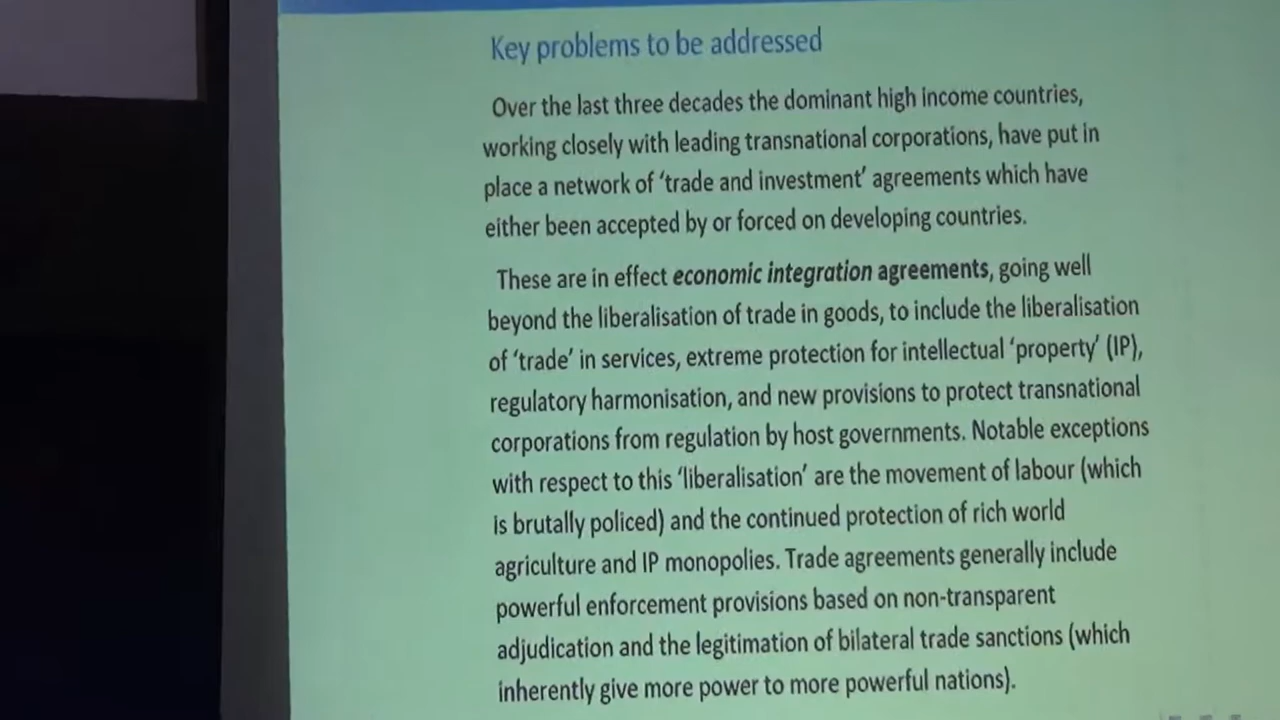 Key problems to be addressed
Over the last three decades the dominant high income countries,
working closely with leading transnational corporations, have put in
place a network of ‘trade and investment’ agreements which have
either been accepted by or forced on developing countries.
These are in effect economic integration agreements, going well
beyond the liberalisation of trade in goods, to include the liberalisation
of ‘trade’ in services, extreme protection for intellectual ‘property’ (IP),
regulatory harmonisation, and new provisions to protect transnational
corporations from regulation by host governments. Notable exceptions
with respect to this ‘liberalisation’ are the movement of labour (which
is brutally policed) and the continued protection of rich world
agriculture and IP monopolies. Trade agreements generally include
powerful enforcement provisions based on non-transparent
adjudication and the legitimation of bilateral trade sanctions (which
inherently give more power to more powerful nations).